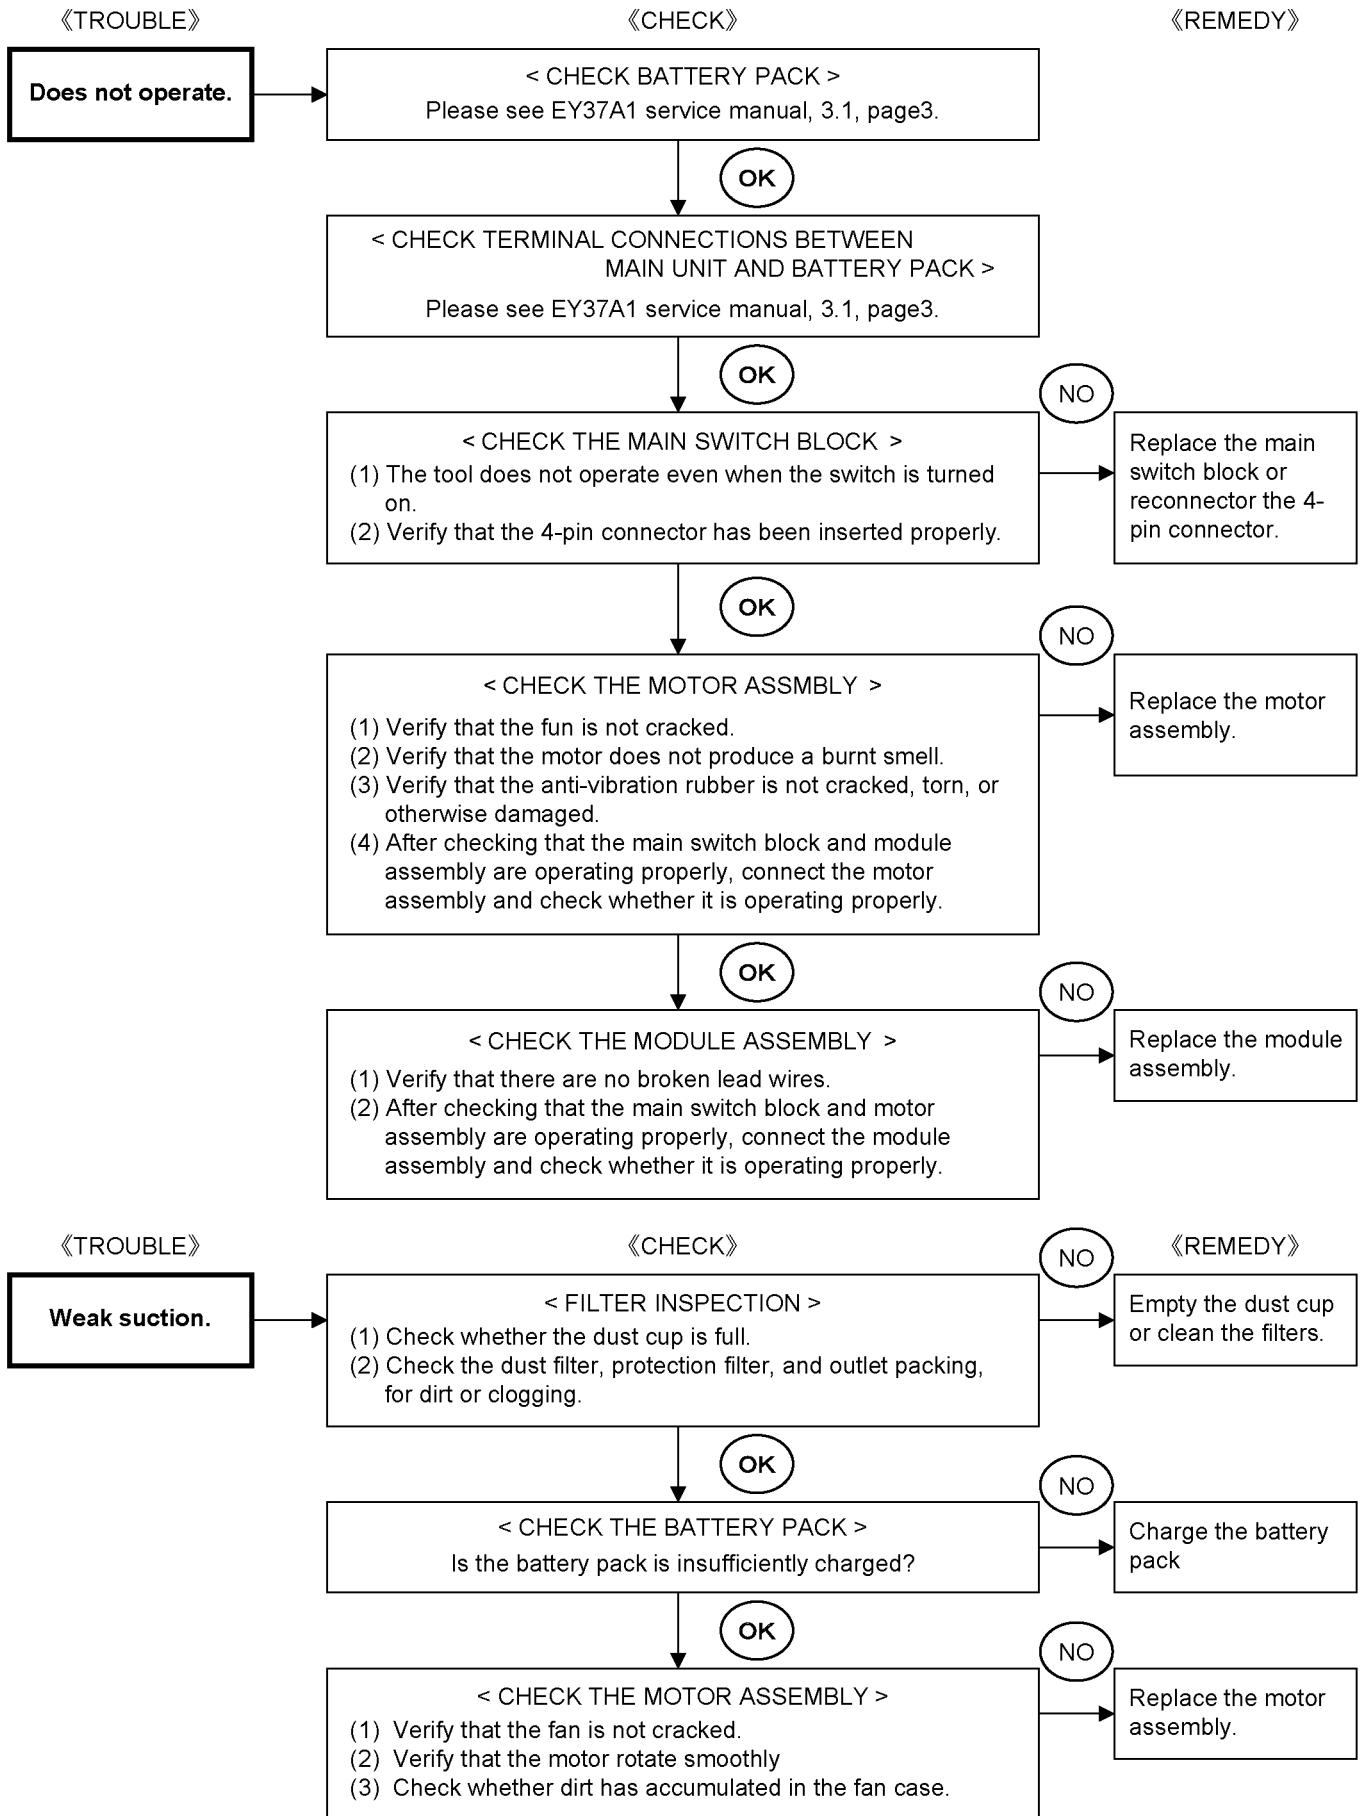 《TROUBLE》
《CHECK》
《REMEDY》
Does not operate.
< CHECK BATTERY PACK >
Please see EY37A1 service manual, 3.1, page3.
OK
< CHECK TERMINAL CONNECTIONS BETWEEN
MAIN UNIT AND BATTERY PACK >
Please see EY37A1 service manual, 3.1, page3.
OK
< CHECK THE MAIN SWITCH BLOCK >
(1) The tool does not operate even when the switch is turned
on.
(2) Verify that the 4-pin connector has been inserted properly.
NO
Replace the main
switch block or
reconnector the 4-
pin connector.
OK
< CHECK THE MOTOR ASSMBLY >
(1) Verify that the fun is not cracked.
(2) Verify that the motor does not produce a burnt smell.
(3) Verify that the anti-vibration rubber is not cracked, torn, or
otherwise damaged.
(4) After checking that the main switch block and module
assembly are operating properly, connect the motor
assembly and check whether it is operating properly.
NO
Replace the motor
assembly.
OK
< CHECK THE MODULE ASSEMBLY >
(1) Verify that there are no broken lead wires.
(2) After checking that the main switch block and motor
assembly are operating properly, connect the module
assembly and check whether it is operating properly.
NO
Replace the module
assembly.
《TROUBLE》
《CHECK》
《REMEDY》
Weak suction.
< FILTER INSPECTION >
(1) Check whether the dust cup is full.
(2) Check the dust filter, protection filter, and outlet packing,
for dirt or clogging.
NO
Empty the dust cup
or clean the filters.
OK
< CHECK THE BATTERY PACK >
Is the battery pack is insufficiently charged?
NO
Charge the battery
pack
OK
< CHECK THE MOTOR ASSEMBLY >
(1) Verify that the fan is not cracked.
(2) Verify that the motor rotate smoothly
(3) Check whether dirt has accumulated in the fan case.
NO
Replace the motor
assembly.